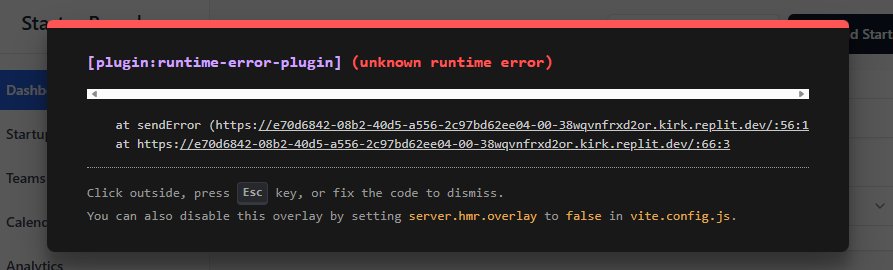 [plugin:runtime-error-plugin] (unknown runtime error)
at sendError (https://e70d6842-08b2-40d5-a556-2c97bd62ee04-00-38wqvnfrxd2or.kirk.replit.dev/:56:1
at https://e70d6842-08b2-40d5-a556-2c97bd62ee04-00-38wqvnfrxd2or.kirk.replit.dev/:66:3
Click outside, press Esc key, or fix the code to dismiss.
You can also disable this overlay by setting server.hmr.overlay to false in vite.config.js.
d Start
Dashb
Startup
Teams
Calend
Analytics